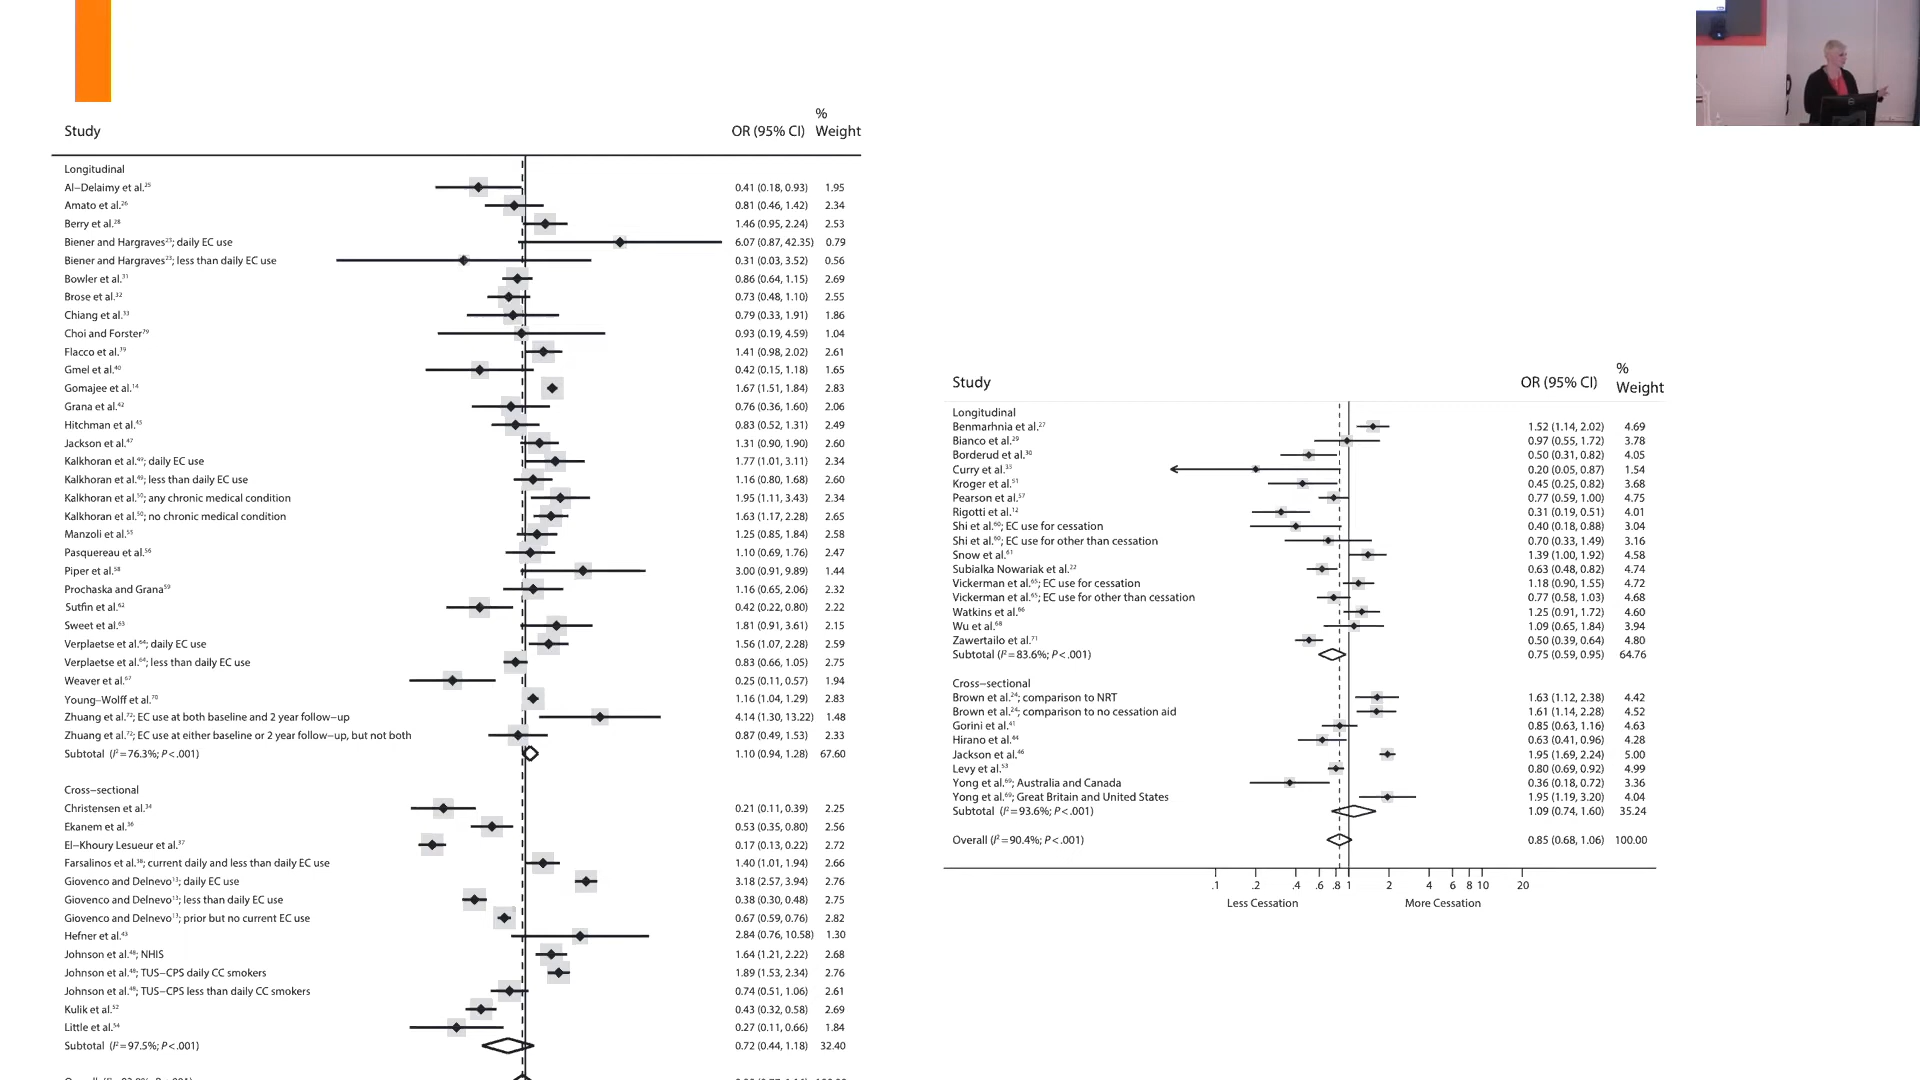 Study OR (95% CI) % Weight
Longitudinal
Al−Delaimy et al.25 0.41 (0.18, 0.93) 1.95
Amato et al.26 0.81 (0.46, 1.42) 2.34
Berry et al.28 1.46 (0.95, 2.24) 2.53
Biener and Hargraves23; daily EC use 6.07 (0.87, 42.35) 0.79
Biener and Hargraves23; less than daily EC use 0.31 (0.03, 3.52) 0.56
Bowler et al.31 0.86 (0.64, 1.15) 2.69
Brose et al.32 0.73 (0.48, 1.10) 2.55
Chiang et al.33 0.79 (0.33, 1.91) 1.86
Choi and Forster79 0.93 (0.19, 4.59) 1.04
Flacco et al.39 1.41 (0.98, 2.02) 2.61
Gmel et al.40 0.42 (0.15, 1.18) 1.65
Gomajee et al.14 1.67 (1.51, 1.84) 2.83
Grana et al.42 0.76 (0.36, 1.60) 2.06
Hitchman et al.45 0.83 (0.52, 1.31) 2.49
Jackson et al.47 1.31 (0.90, 1.90) 2.60
Kalkhoran et al.49; daily EC use 1.77 (1.01, 3.11) 2.34
Kalkhoran et al.49; less than daily EC use 1.16 (0.80, 1.68) 2.60
Kalkhoran et al.50; any chronic medical condition 1.95 (1.11, 3.43) 2.34
Kalkhoran et al.50; no chronic medical condition 1.63 (1.17, 2.28) 2.65
Manzoli et al.55 1.25 (0.85, 1.84) 2.58
Pasquereau et al.56 1.10 (0.69, 1.76) 2.47
Piper et al.58 3.00 (0.91, 9.89) 1.44
Prochaska and Grana59 1.16 (0.65, 2.06) 2.32
Sutfin et al.62 0.42 (0.22, 0.80) 2.22
Sweet et al.63 1.81 (0.91, 3.61) 2.15
Verplaetse et al.64; daily EC use 1.56 (1.07, 2.28) 2.59
Verplaetse et al.64; less than daily EC use 0.83 (0.66, 1.05) 2.75
Weaver et al.67 0.25 (0.11, 0.57) 1.94
Young−Wolff et al.70 1.16 (1.04, 1.29) 2.83
Zhuang et al.72; EC use at both baseline and 2 year follow−up 4.14 (1.30, 13.22) 1.48
Zhuang et al.72; EC use at either baseline or 2 year follow−up, but not both 0.87 (0.49, 1.53) 2.33
Subtotal (I²=76.3%; P<.001) 1.10 (0.94, 1.28) 67.60
Cross−sectional
Christensen et al.34 0.21 (0.11, 0.39) 2.25
Ekanem et al.36 0.53 (0.35, 0.80) 2.56
El−Khoury Lesueur et al.37 0.17 (0.13, 0.22) 2.72
Farsalinos et al.38; current daily and less than daily EC use 1.40 (1.01, 1.94) 2.66
Giovenco and Delnevo13; daily EC use 3.18 (2.57, 3.94) 2.76
Giovenco and Delnevo13; less than daily EC use 0.38 (0.30, 0.48) 2.75
Giovenco and Delnevo13; prior but no current EC use 0.67 (0.59, 0.76) 2.82
Hefner et al.43 2.84 (0.76, 10.58) 1.30
Johnson et al.48; NHIS 1.64 (1.21, 2.22) 2.68
Johnson et al.48; TUS−CPS daily CC smokers 1.89 (1.53, 2.34) 2.76
Johnson et al.48; TUS−CPS less than daily CC smokers 0.74 (0.51, 1.06) 2.61
Kulik et al.52 0.43 (0.32, 0.58) 2.69
Little et al.54 0.27 (0.11, 0.66) 1.84
Subtotal (I²=97.5%; P<.001) 0.72 (0.44, 1.18) 32.40
Study OR (95% CI) % Weight
Longitudinal
Benmarhnia et al.27 1.52 (1.14, 2.02) 4.69
Bianco et al.29 0.97 (0.55, 1.72) 3.78
Borderud et al.30 0.50 (0.31, 0.82) 4.05
Curry et al.35 0.20 (0.05, 0.87) 1.54
Kroger et al.51 0.45 (0.25, 0.82) 3.68
Pearson et al.57 0.77 (0.59, 1.00) 4.75
Rigotti et al.12 0.31 (0.19, 0.51) 4.01
Shi et al.60; EC use for cessation 0.40 (0.18, 0.88) 3.04
Shi et al.60; EC use for other than cessation 0.70 (0.33, 1.49) 3.16
Snow et al.61 1.39 (1.00, 1.92) 4.58
Subialka Nowariak et al.22 0.63 (0.48, 0.82) 4.74
Vickerman et al.65; EC use for cessation 1.18 (0.90, 1.55) 4.72
Vickerman et al.65; EC use for other than cessation 0.77 (0.58, 1.03) 4.68
Watkins et al.66 1.25 (0.91, 1.72) 4.60
Wu et al.68 1.09 (0.65, 1.84) 3.94
Zawertailo et al.71 0.50 (0.39, 0.64) 4.80
Subtotal (I²=83.6%; P<.001) 0.75 (0.59, 0.95) 64.76
Cross−sectional
Brown et al.24; comparison to NRT 1.63 (1.12, 2.38) 4.42
Brown et al.24; comparison to no cessation aid 1.61 (1.14, 2.28) 4.52
Gorini et al.41 0.85 (0.63, 1.16) 4.63
Hirano et al.44 0.63 (0.41, 0.96) 4.28
Jackson et al.46 1.95 (1.69, 2.24) 5.00
Levy et al.53 0.80 (0.69, 0.92) 4.99
Yong et al.69; Australia and Canada 0.36 (0.18, 0.72) 3.36
Yong et al.69; Great Britain and United States 1.95 (1.19, 3.20) 4.04
Subtotal (I²=93.6%; P<.001) 1.09 (0.74, 1.60) 35.24
Overall (I²=90.4%; P<.001) 0.85 (0.68, 1.06) 100.00
.1 .2 .4 .6 .8 1 2 4 6 8 10 20
Less Cessation More Cessation